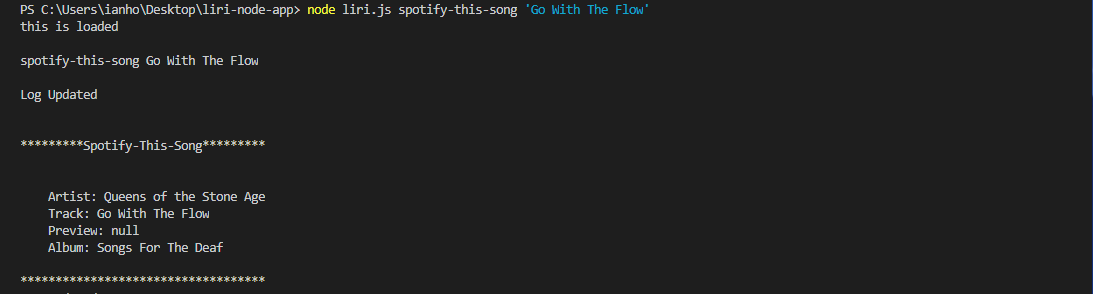 PS C:\Users\ianho\Desktop\liri-node-app> node liri.js spotify-this-song 'Go With The Flow'
this is loaded
spotify-this-song Go With The Flow
Log Updated
*********Spotify-This-Song*********
Artist: Queens of the Stone Age
Track: Go With The Flow
Preview: null
Album: Songs For The Deaf
***********************************